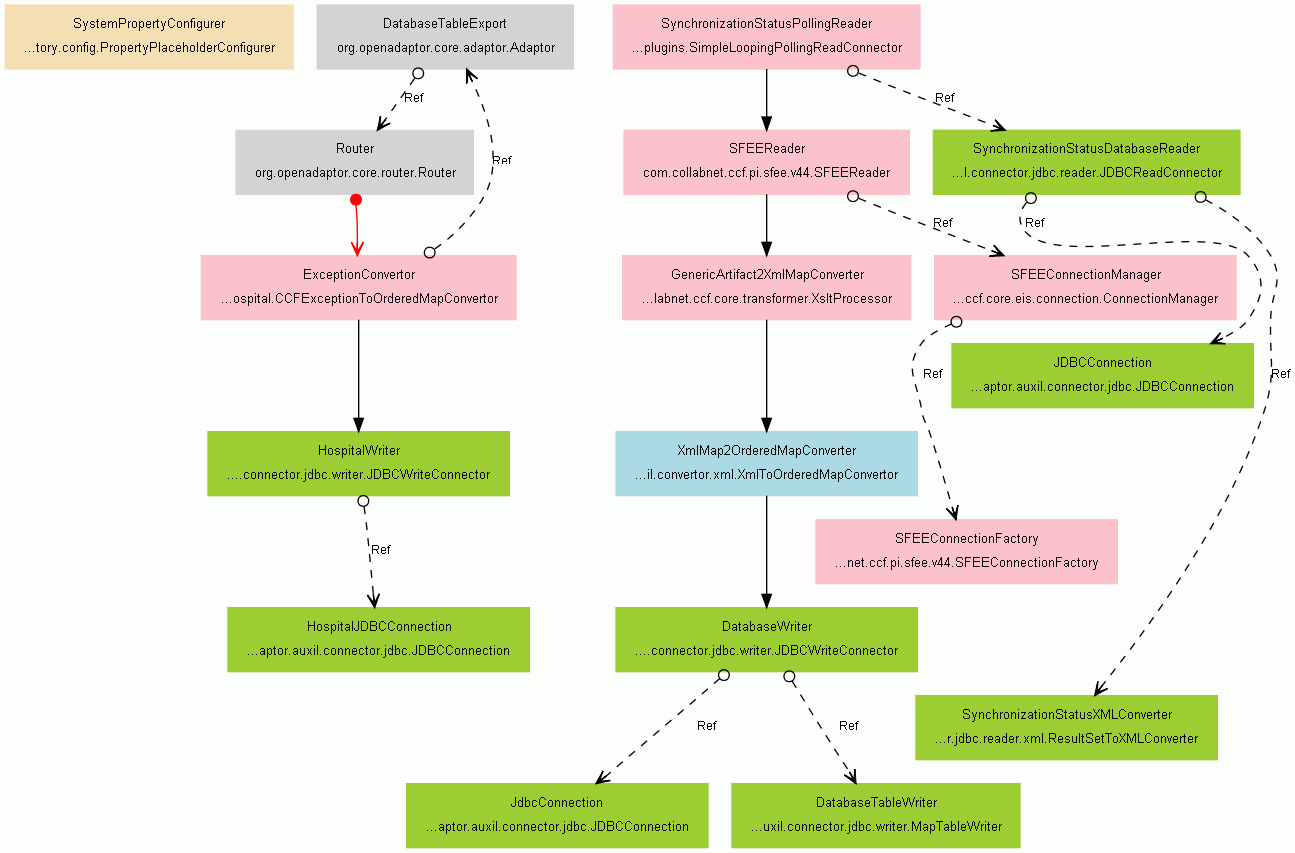 SystemPropertyConfigurer
...tory.config.PropertyPlaceholderConfigurer
DatabaseTableExport
org.openadaptor.core.adaptor.Adaptor
SynchronizationStatusPollingReader
...plugins.SimpleLoopingPollingReadConnector
Ref
Ref
Router
org.openadaptor.core.router.Router
Ref
SFEEReader
com.collabnet.ccf.pi.sfee.v44.SFEEReader
SynchronizationStatusDatabaseReader
...l.connector.jdbc.reader.JDBCReadConnector
Ref
Ref
ExceptionConvertor
...ospital.CCFExceptionToOrderedMapConvertor
GenericArtifact2XmlMapConverter
...labnet.ccf.core.transformer.XsltProcessor
SFEEConnectionManager
...ccf.core.eis.connection.ConnectionManager
JDBCConnection
...aptor.auxil.connector.jdbc.JDBCConnection
Ref
Ref
HospitalWriter
....connector.jdbc.writer.JDBCWriteConnector
XmlMap2OrderedMapConverter
...il.convertor.xml.XmlToOrderedMapConvertor
Ref
SFEEConnectionFactory
...net.ccf.pi.sfee.v44.SFEEConnectionFactory
HospitalJDBCConnection
...aptor.auxil.connector.jdbc.JDBCConnection
DatabaseWriter
....connector.jdbc.writer.JDBCWriteConnector
Ref
Ref
SynchronizationStatusXMLConverter
...r.jdbc.reader.xml.ResultSetToXMLConverter
JdbcConnection
...aptor.auxil.connector.jdbc.JDBCConnection
DatabaseTableWriter
...uxil.connector.jdbc.writer.MapTableWriter